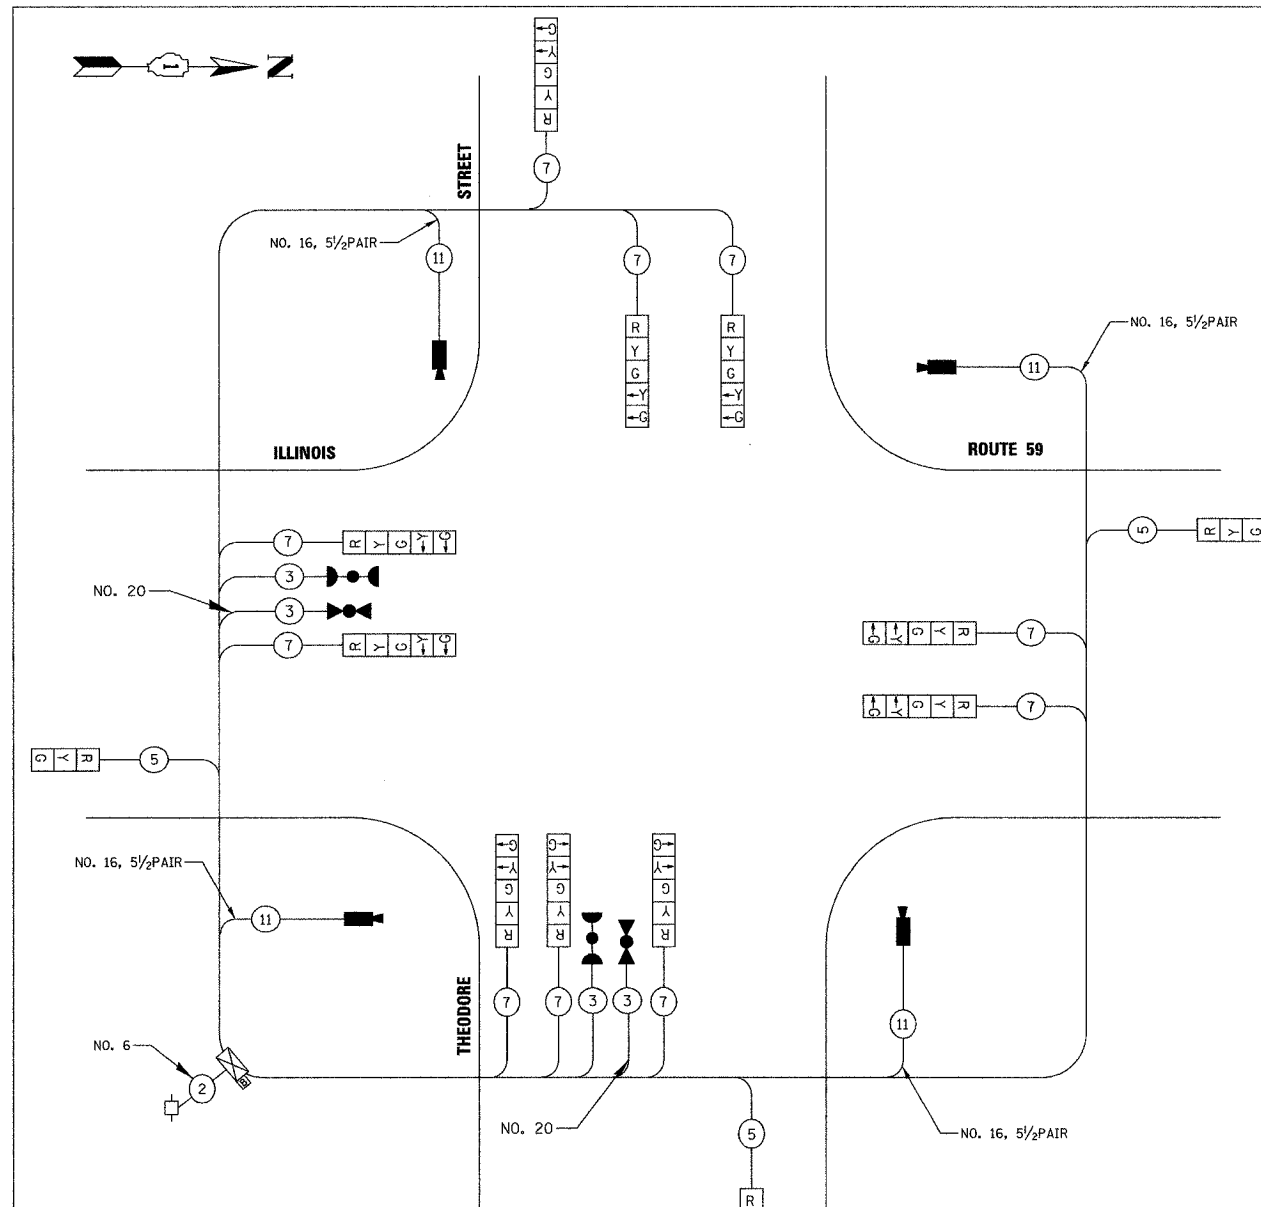 1 N
G
Y
G
Y
R
7
STREET
NO. 16, 5½PAIR
11
7
7
R
Y
G
←Y
←G
R
Y
G
←Y
←G
NO. 16, 5½PAIR
11
ILLINOIS
ROUTE 59
7 R Y G Y G
5 R Y G
3
NO. 20
3
7 R Y G Y G
G Y G Y R 7
G Y G Y R 7
G Y R 5
G
Y
G
Y
R
G
Y
G
Y
R
G
Y
G
Y
R
NO. 16, 5½PAIR
11
THEODORE
7 7 3 3 7
11
NO. 6
2
B
NO. 20
5
NO. 16, 5½PAIR
R